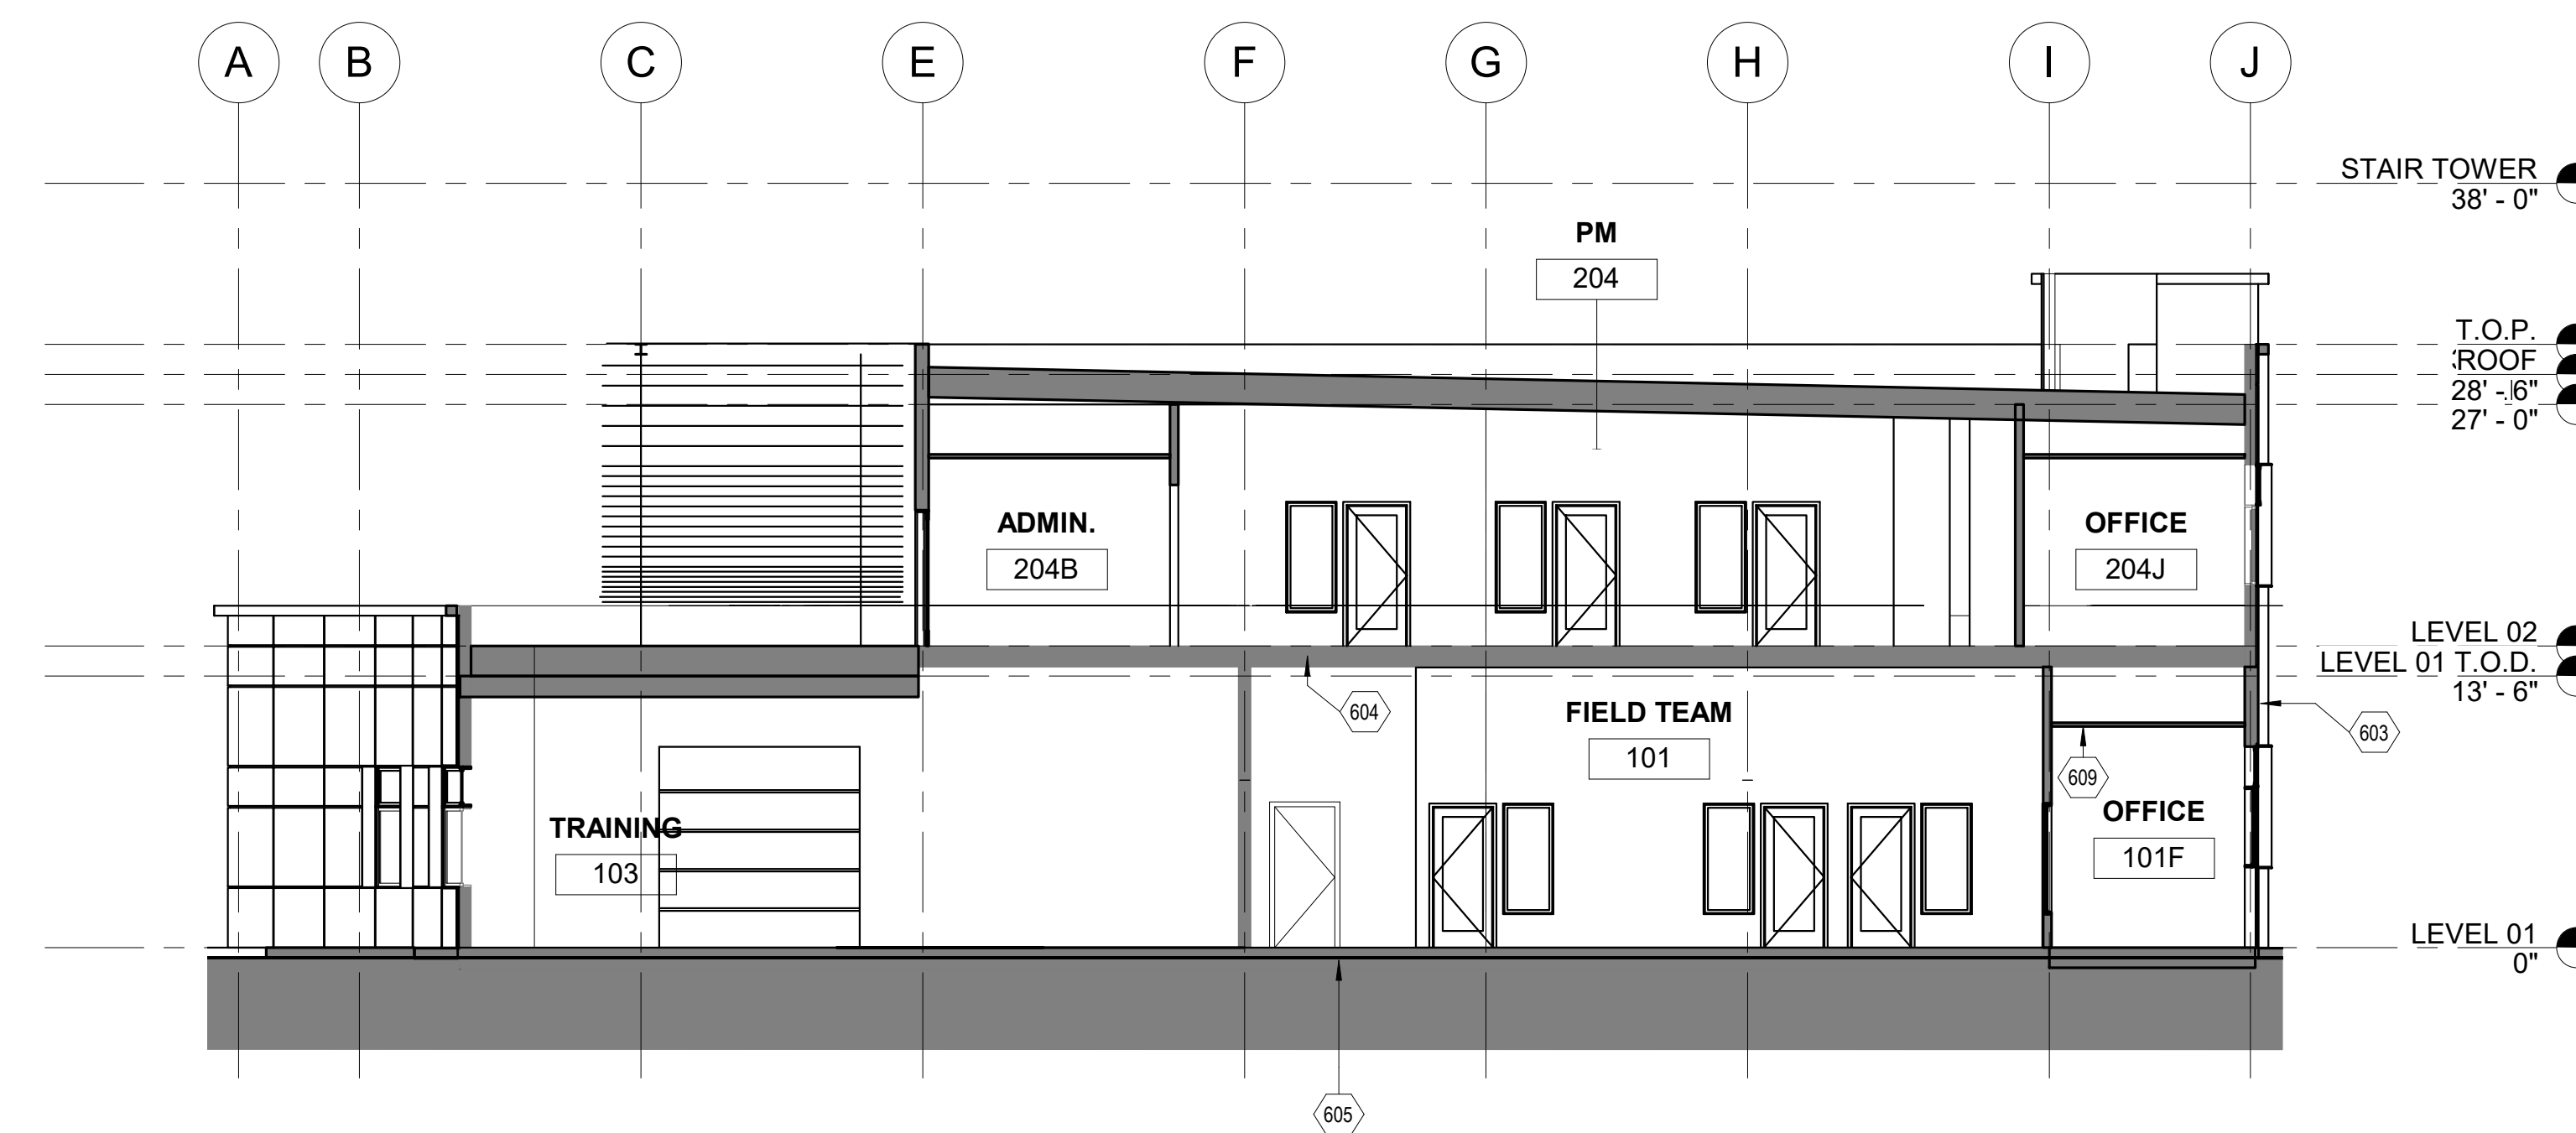 A
B
C
E
F
G
H
I
J
STAIR TOWER
38' - 0"
PM
204
T.O.P.
ROOF
28' - 6"
27' - 0"
ADMIN.
204B
OFFICE
204J
LEVEL 02
LEVEL 01 T.O.D.
13' - 6"
604
FIELD TEAM
101
603
609
OFFICE
101F
TRAINING
103
LEVEL 01
0"
605